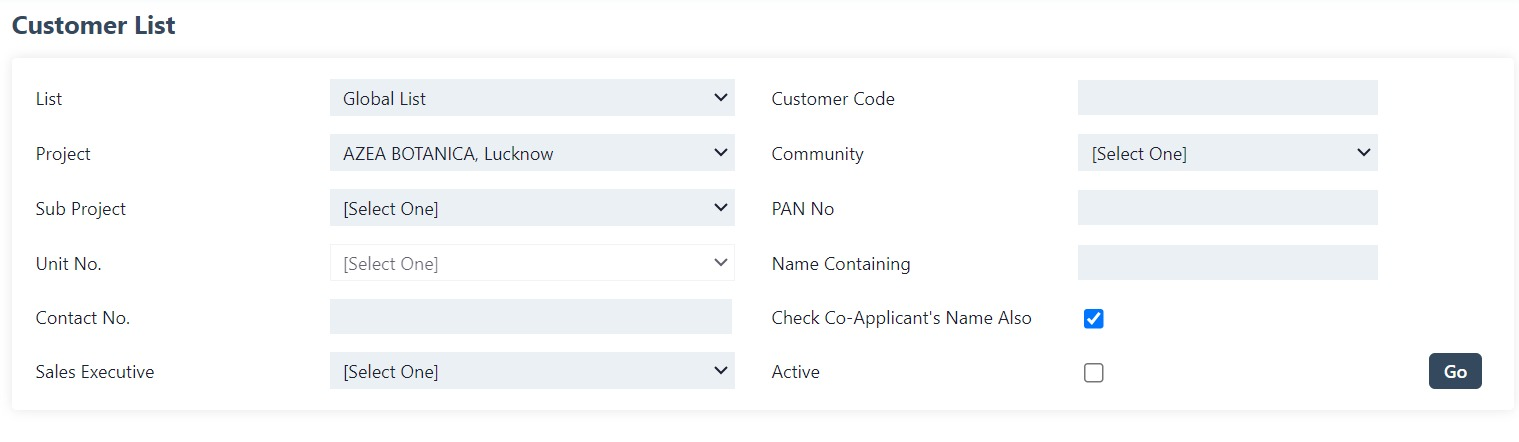 Customer List
List Global List Customer Code
Project AZEA BOTANICA, Lucknow Community [Select One]
Sub Project [Select One] PAN No
Unit No. [Select One] Name Containing
Contact No. Check Co-Applicant's Name Also
Sales Executive [Select One] Active Go